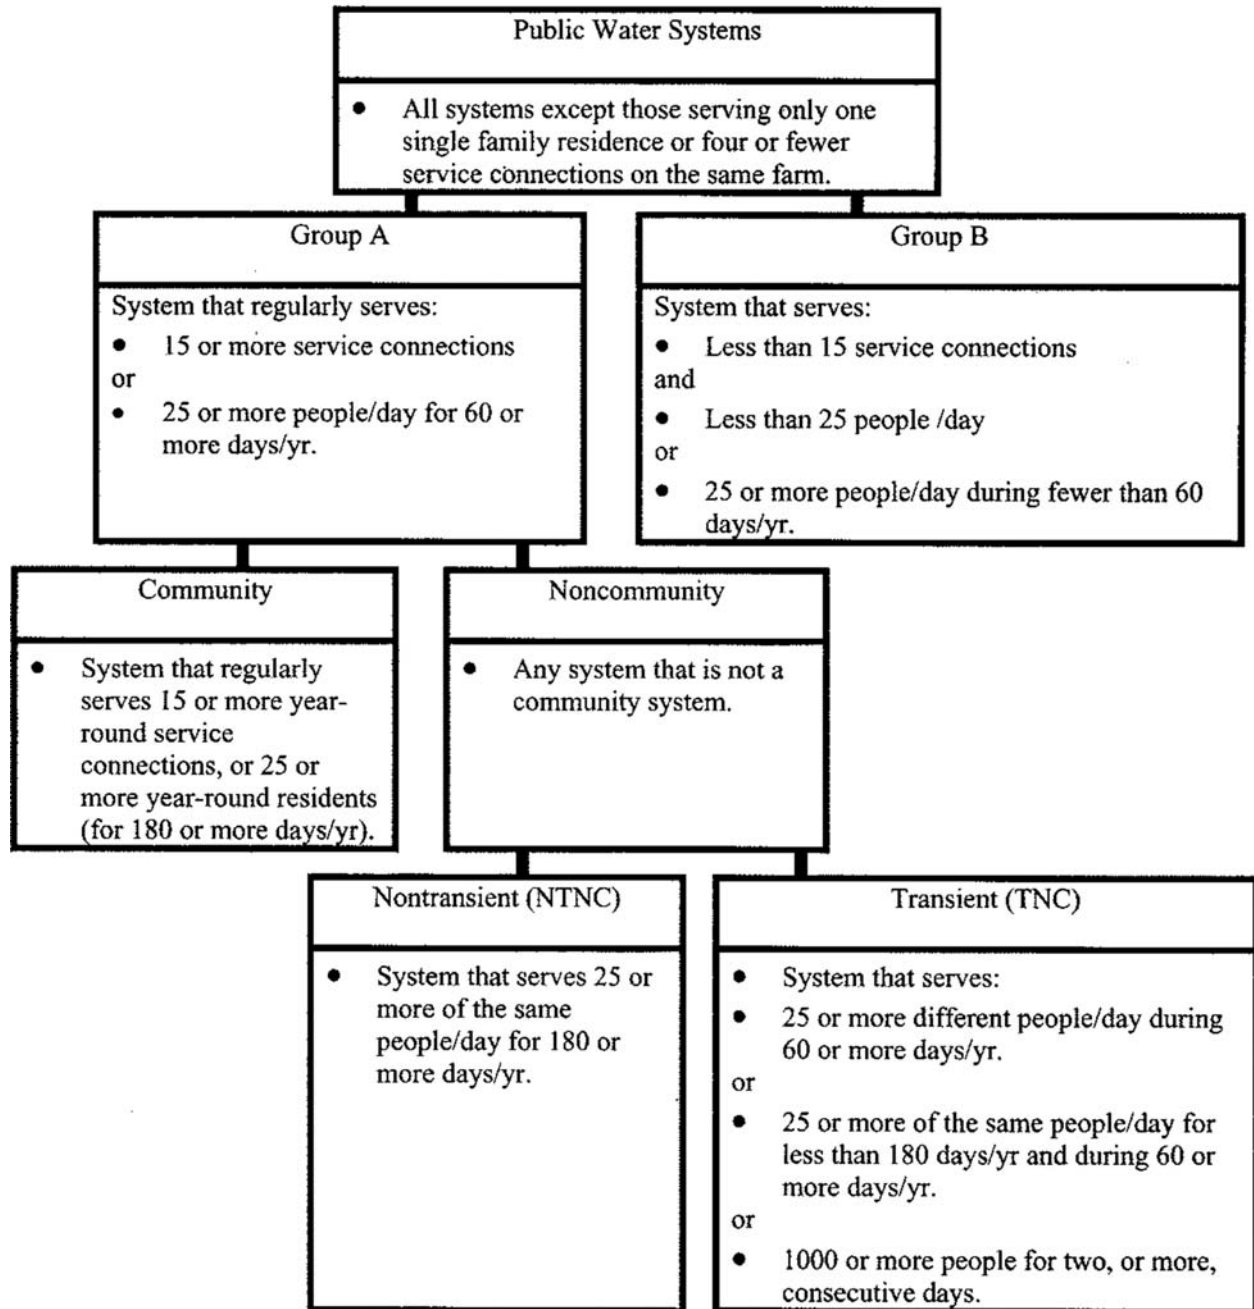 Public Water Systems
• All systems except those serving only one
single family residence or four or fewer
service connections on the same farm.
Group A
System that regularly serves:
• 15 or more service connections
or
• 25 or more people/day for 60 or
more days/yr.
Group B
System that serves:
• Less than 15 service connections
and
• Less than 25 people /day
or
• 25 or more people/day during fewer than 60
days/yr.
Community
• System that regularly
serves 15 or more year-
round service
connections, or 25 or
more year-round residents
(for 180 or more days/yr).
Noncommunity
• Any system that is not a
community system.
Nontransient (NTNC)
• System that serves 25 or
more of the same
people/day for 180 or
more days/yr.
Transient (TNC)
• System that serves:
• 25 or more different people/day during
60 or more days/yr.
or
• 25 or more of the same people/day for
less than 180 days/yr and during 60 or
more days/yr.
or
• 1000 or more people for two, or more,
consecutive days.